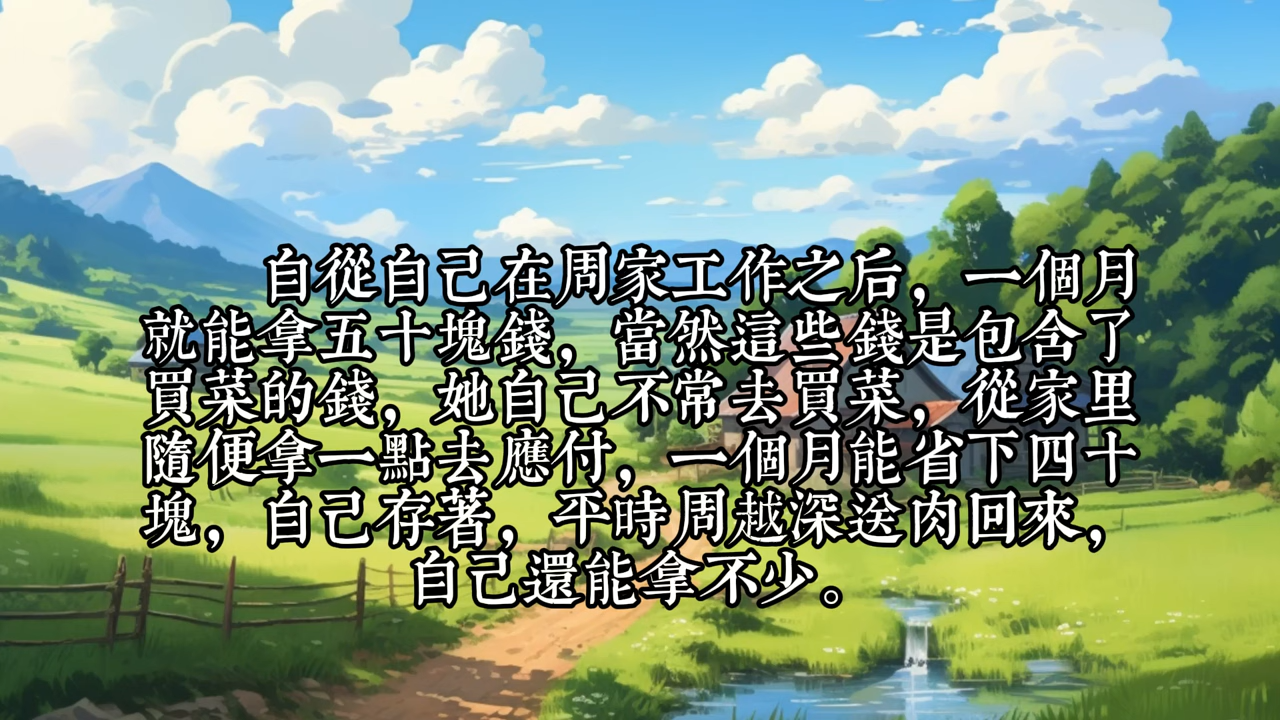 自從自己在周家工作之后，一個月
就能拿五十塊錢，當然這些錢是包含了
買菜的錢，她自己不常去買菜，從家里
隨便拿一點去應付，一個月能省下四十
塊，自己存著，平時周越深送肉回來，
自己還能拿不少。